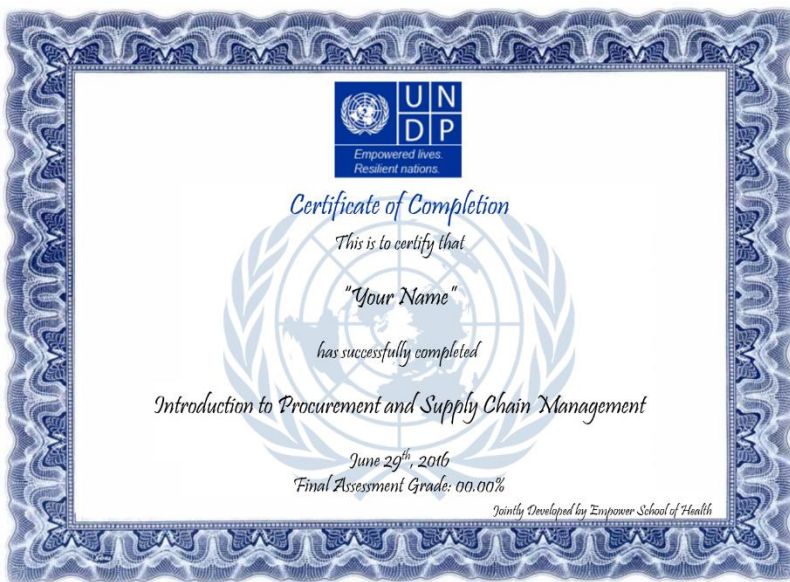 UN
DP
Empowered lives.
Resilient nations.
Certificate of Completion
This is to certify that
"Your Name"
has successfully completed
Introduction to Procurement and Supply Chain Management
June 29th, 2016
Final Assessment Grade: 00.00%
Jointly Developed by Empower School of Health